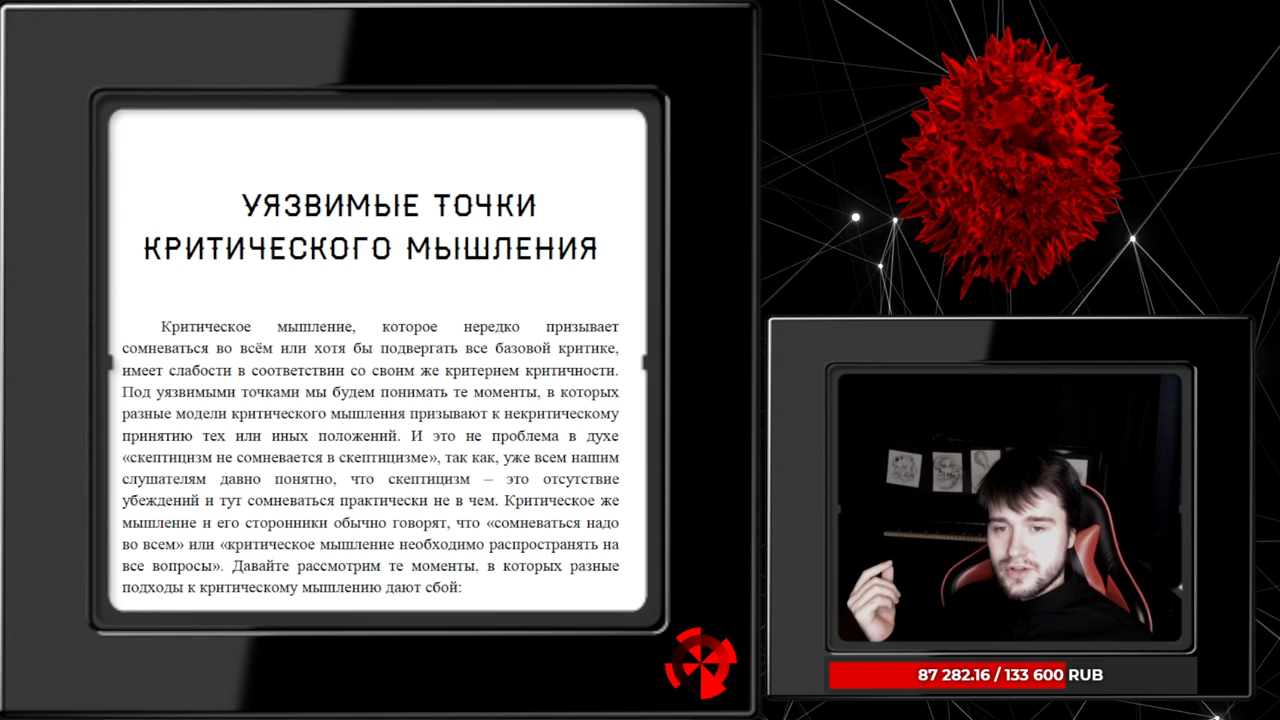 УЯЗВИМЫЕ ТОЧКИ
КРИТИЧЕСКОГО МЫШЛЕНИЯ
Критическое мышление, которое нередко призывает
сомневаться во всём или хотя бы подвергать все базовой критике,
имеет слабости в соответствии со своим же критерием критичности.
Под уязвимыми точками мы будем понимать те моменты, в которых
разные модели критического мышления призывают к некритическому
принятию тех или иных положений. И это не проблема в духе
«скептицизм не сомневается в скептицизме», так как, уже всем нашим
слушателям давно понятно, что скептицизм – это отсутствие
убеждений и тут сомневаться практически не в чем. Критическое же
мышление и его сторонники обычно говорят, что «сомневаться надо
во всем» или «критическое мышление необходимо распространять на
все вопросы». Давайте рассмотрим те моменты, в которых разные
подходы к критическому мышлению дают сбой:
87 282.16 / 133 600 RUB